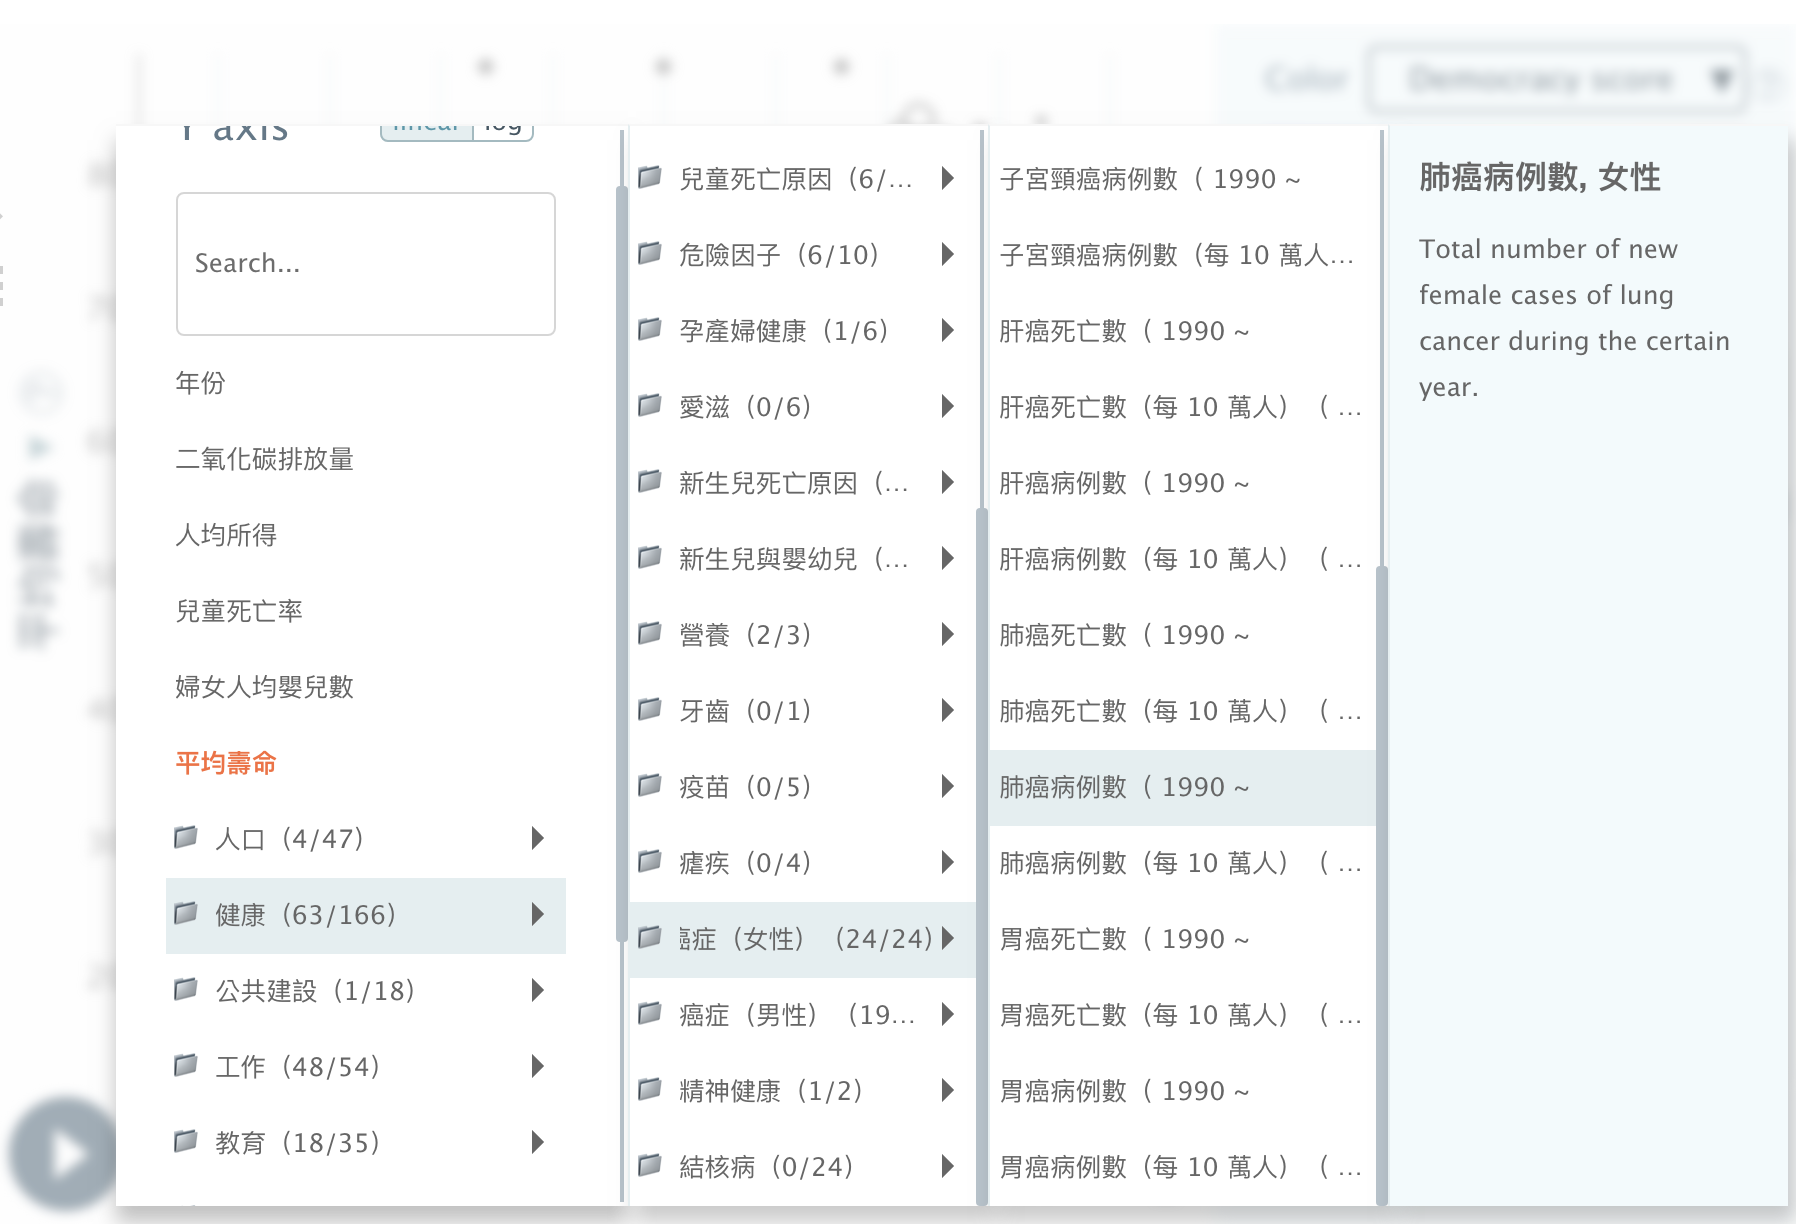 Color
Democracy score
Y axis
linear
log
Search...
年份
二氧化碳排放量
人均所得
兒童死亡率
婦女人均嬰兒數
平均壽命
人口（4/47）
健康（63/166）
公共建設（1/18）
工作（48/54）
教育（18/35）
兒童死亡原因（6/...
危險因子（6/10）
孕產婦健康（1/6）
愛滋（0/6）
新生兒死亡原因（...
新生兒與嬰幼兒（...
營養（2/3）
牙齒（0/1）
疫苗（0/5）
瘧疾（0/4）
癌症（女性）（24/24）
癌症（男性）（19...
精神健康（1/2）
結核病（0/24）
子宮頸癌病例數（ 1990 ~
子宮頸癌病例數（每 10 萬人...
肝癌死亡數（ 1990 ~
肝癌死亡數（每 10 萬人）（ ...
肝癌病例數（ 1990 ~
肝癌病例數（每 10 萬人）（ ...
肺癌死亡數（ 1990 ~
肺癌死亡數（每 10 萬人）（ ...
肺癌病例數（ 1990 ~
肺癌病例數（每 10 萬人）（ ...
胃癌死亡數（ 1990 ~
胃癌死亡數（每 10 萬人）（ ...
胃癌病例數（ 1990 ~
胃癌病例數（每 10 萬人）（ ...
肺癌病例數, 女性
Total number of new
female cases of lung
cancer during the certain
year.
平均壽命